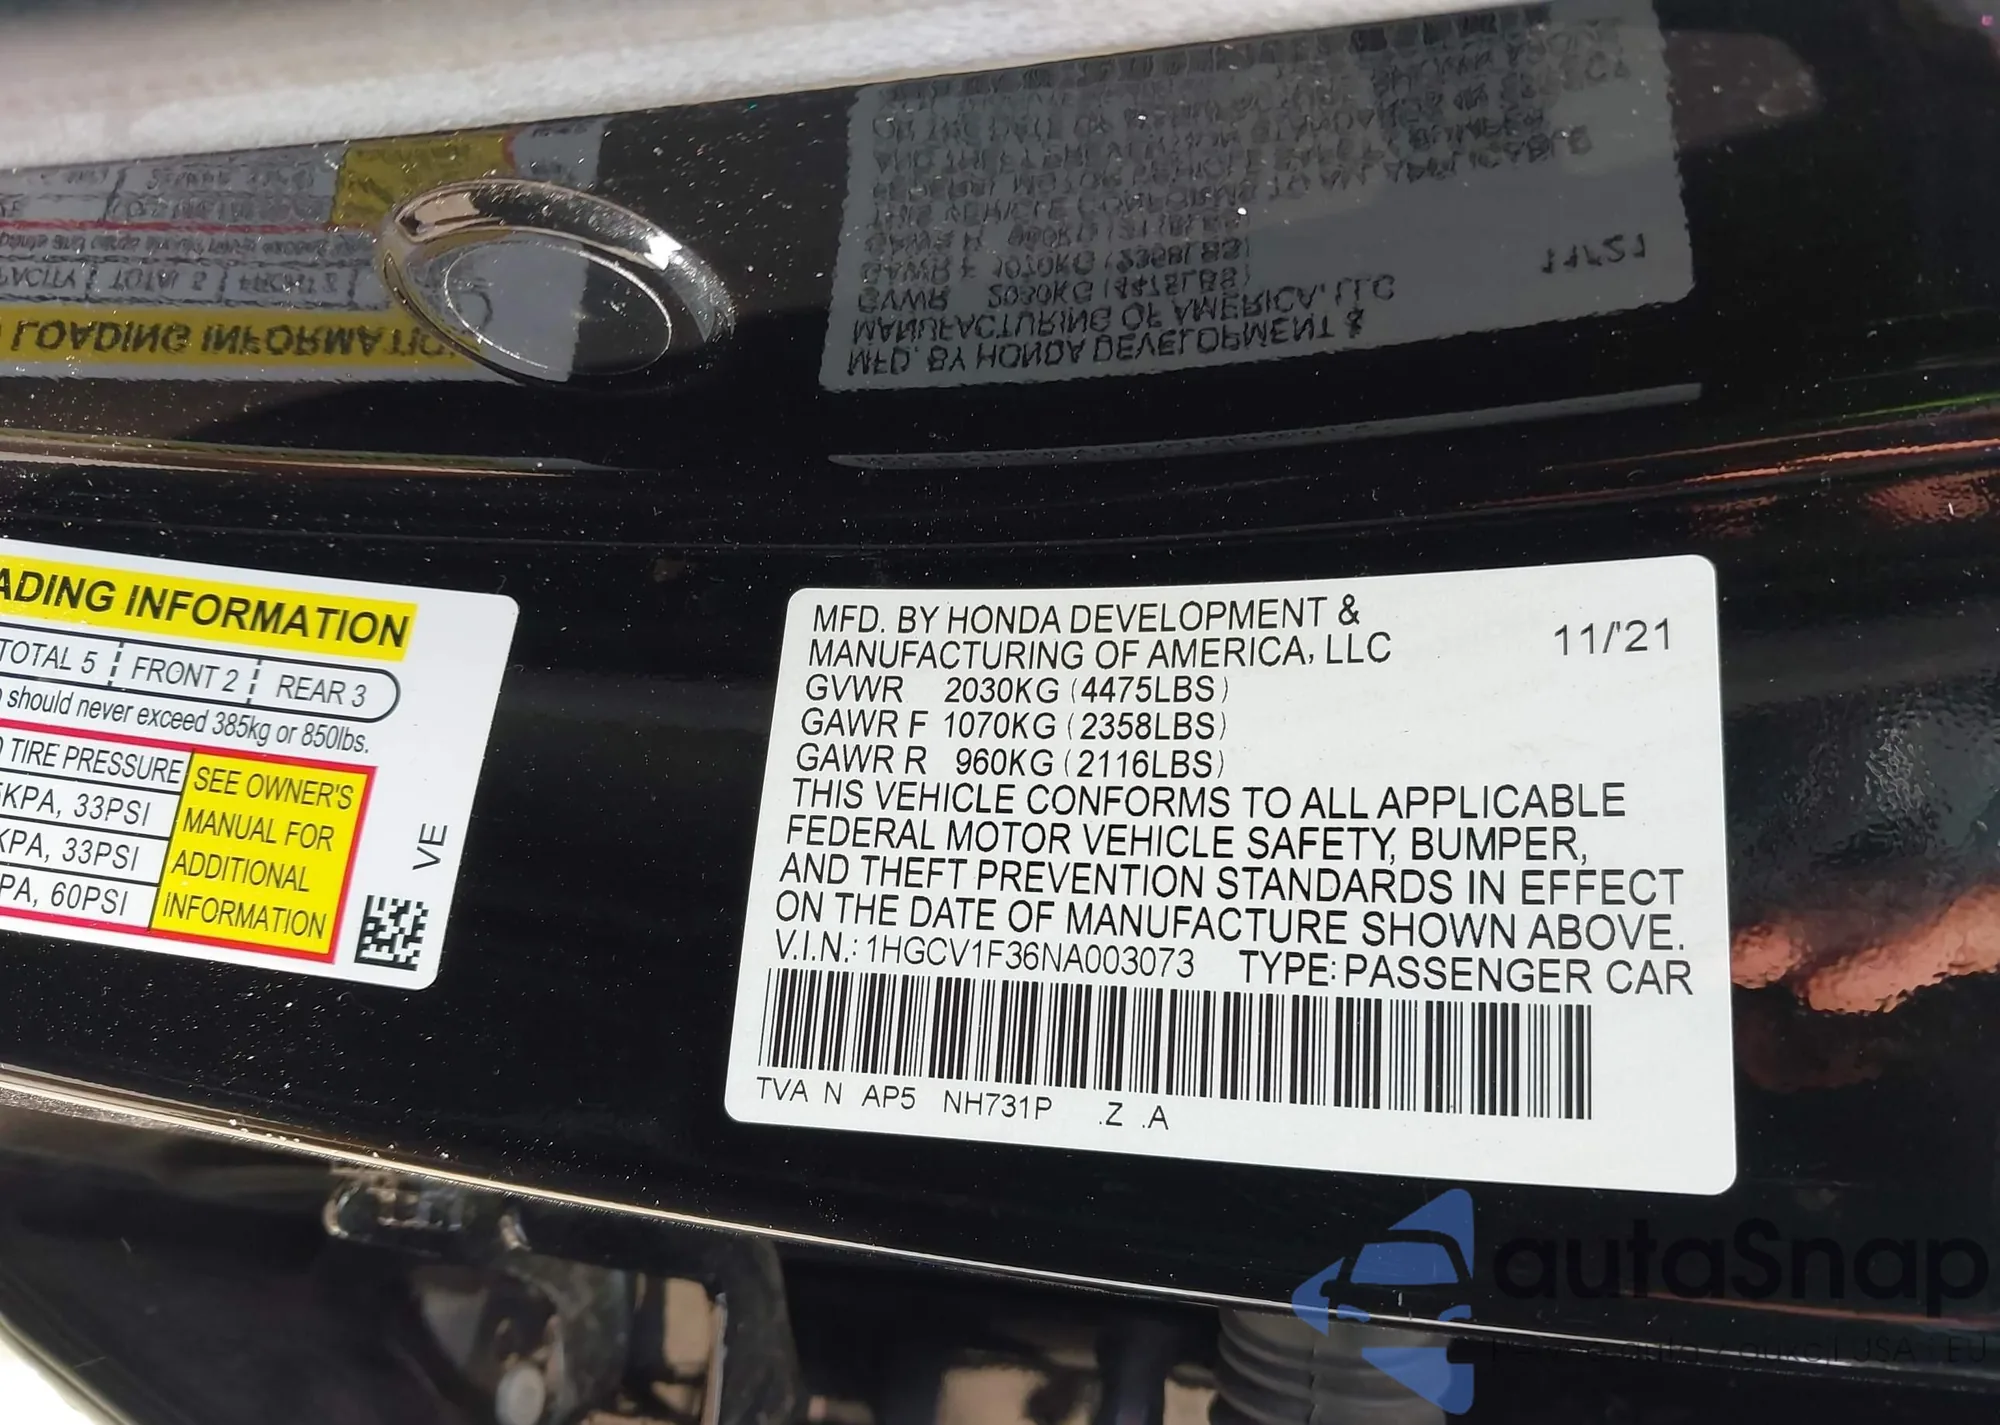 ADING INFORMATION
TOTAL 5 FRONT 2 REAR 3
should never exceed 385kg or 850lbs.
TIRE PRESSURE
KPA, 33PSI
KPA, 33PSI
PA, 60PSI
SEE OWNER'S
MANUAL FOR
ADDITIONAL
INFORMATION
VE
MFD. BY HONDA DEVELOPMENT &
MANUFACTURING OF AMERICA, LLC
11/'21
GVWR 2030KG (4475LBS)
GAWR F 1070KG (2358LBS)
GAWR R 960KG (2116LBS)
THIS VEHICLE CONFORMS TO ALL APPLICABLE
FEDERAL MOTOR VEHICLE SAFETY, BUMPER,
AND THEFT PREVENTION STANDARDS IN EFFECT
ON THE DATE OF MANUFACTURE SHOWN ABOVE.
V.I.N.: 1HGCV1F36NA003073 TYPE: PASSENGER CAR
TVA N AP5 NH731P .Z .A
autaSnap
USA EU